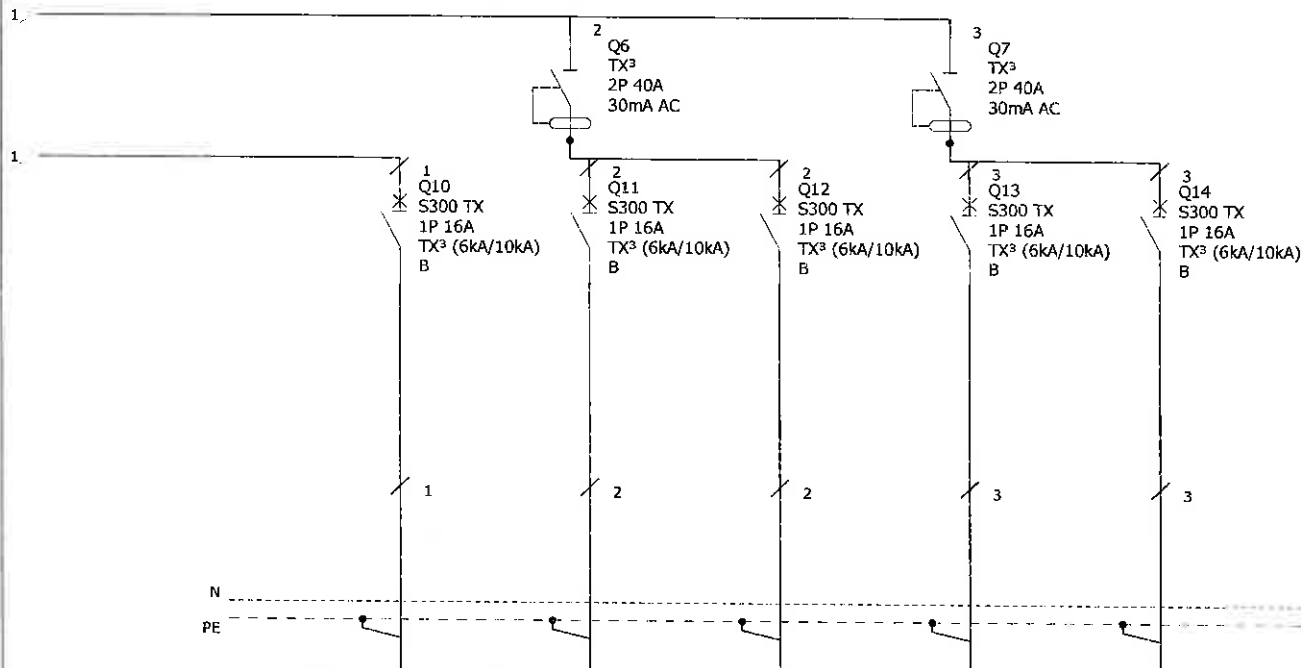 1
2
Q6
TX³
2P 40A
30mA AC
3
Q7
TX³
2P 40A
30mA AC
1
1
Q10
S300 TX
1P 16A
TX³ (6kA/10kA)
B
2
Q11
S300 TX
1P 16A
TX³ (6kA/10kA)
B
2
Q12
S300 TX
1P 16A
TX³ (6kA/10kA)
B
3
Q13
S300 TX
1P 16A
TX³ (6kA/10kA)
B
3
Q14
S300 TX
1P 16A
TX³ (6kA/10kA)
B
1
2
2
3
3
N
PE